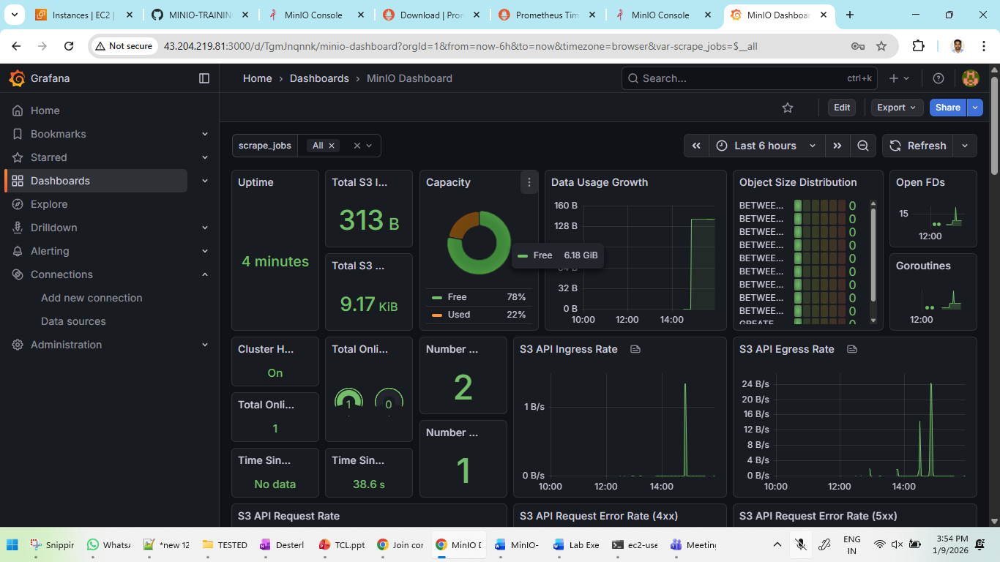 Instances | EC2 |
MINIO-TRAININ
MinIO Console
Download | Pron
Prometheus Tim
MinIO Console
MinIO Dashboar
Not secure
43.204.219.81:3000/d/TgmJnqnnk/minio-dashboard?orgId=1&from=now-6h&to=now&timezone=browser&var-scrape_jobs=$__all
Grafana
Home
Bookmarks
Starred
Dashboards
Explore
Drilldown
Alerting
Connections
Add new connection
Data sources
Administration
Home › Dashboards › MinIO Dashboard
Search... ctrl+k
Edit Export Share
scrape_jobs All
Last 6 hours Refresh
Uptime
4 minutes
Total S3 I...
313 B
Total S3 ...
9.17 KiB
Capacity
Free 6.18 GiB
Free 78%
Used 22%
Data Usage Growth
160 B
128 B
32 B
0 B
10:00 12:00 14:00
Object Size Distribution
BETWEE... 0
BETWEE... 0
BETWEE... 0
BETWEE... 0
BETWEE... 0
BETWEE... 0
BETWEE... 0
BETWEE... 0
BETWEE... 0
GREATE... 0
Open FDs
15
12:00
Goroutines
12:00
Cluster H...
On
Total Onli...
1
Time Sin...
No data
Total Onli...
1 0
Time Sin...
38.6 s
Number ...
2
Number ...
1
S3 API Ingress Rate
1 B/s
0 B/s
10:00 12:00 14:00
S3 API Egress Rate
24 B/s
20 B/s
16 B/s
12 B/s
8 B/s
4 B/s
0 B/s
10:00 12:00 14:00
S3 API Request Rate
S3 API Request Error Rate (4xx)
S3 API Request Error Rate (5xx)
Snippir
WhatsA
*new 12
TESTED
Desterl
TCL.ppt
Join cor
MinIO D
MinIO-
Lab Exe
ec2-use
Meeting
ENG
IN
3:54 PM
1/9/2026